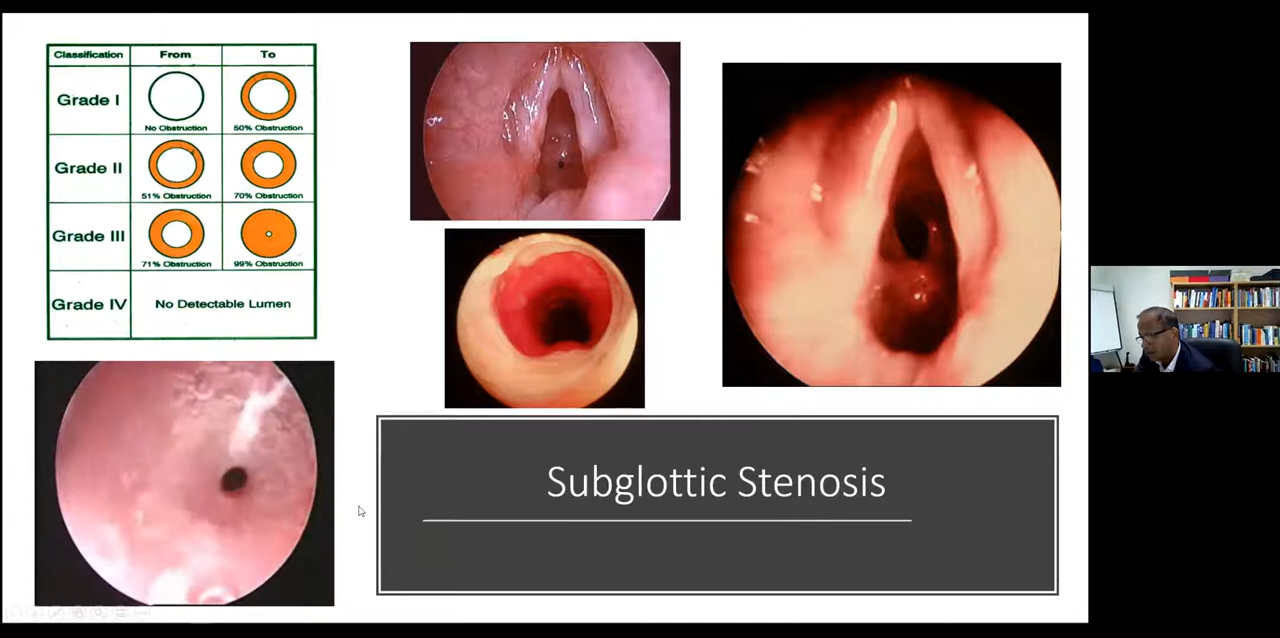 Classification From To
Grade I
No Obstruction 50% Obstruction
Grade II
51% Obstruction 70% Obstruction
Grade III
71% Obstruction 99% Obstruction
Grade IV No Detectable Lumen
Subglottic Stenosis